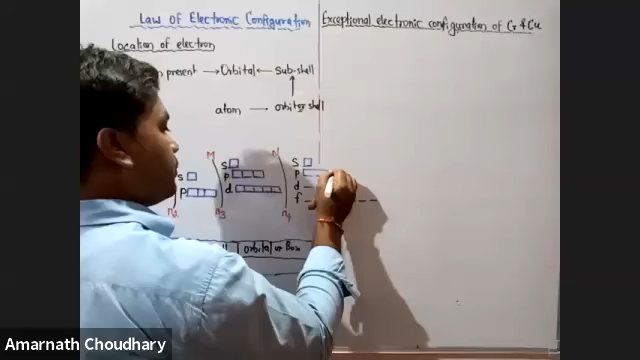 Law of Electronic Configuration
Exceptional electronic configuration of Cr & Cu
Location of electron
present → Orbital ← Sub-shell
atom → orbit or shell
M
N
S
S
S
P
P
P
d
d
f
n2
n3
n4
Orbital or Box
Amarnath Choudhary